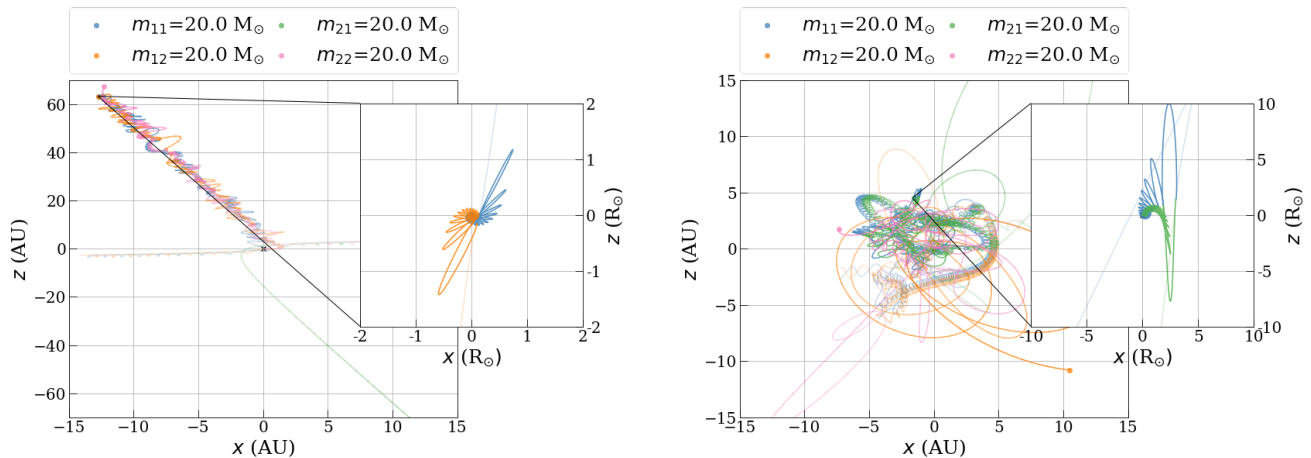 m₁₁=20.0 M⊙ m₂₁=20.0 M⊙
m₁₂=20.0 M⊙ m₂₂=20.0 M⊙
60
40
20
0
−20
−40
−60
z (AU)
−15 −10 −5 0 5 10 15
x (AU)
2
1
0
-1
-2
z (R⊙)
-2 -1 0 1 2
x (R⊙)
m₁₁=20.0 M⊙ m₂₁=20.0 M⊙
m₁₂=20.0 M⊙ m₂₂=20.0 M⊙
15
10
5
0
−5
−10
−15
z (AU)
−15 −10 −5 0 5 10 15
x (AU)
10
5
0
-5
-10
z (R⊙)
-10 -5 0 5 10
x (R⊙)